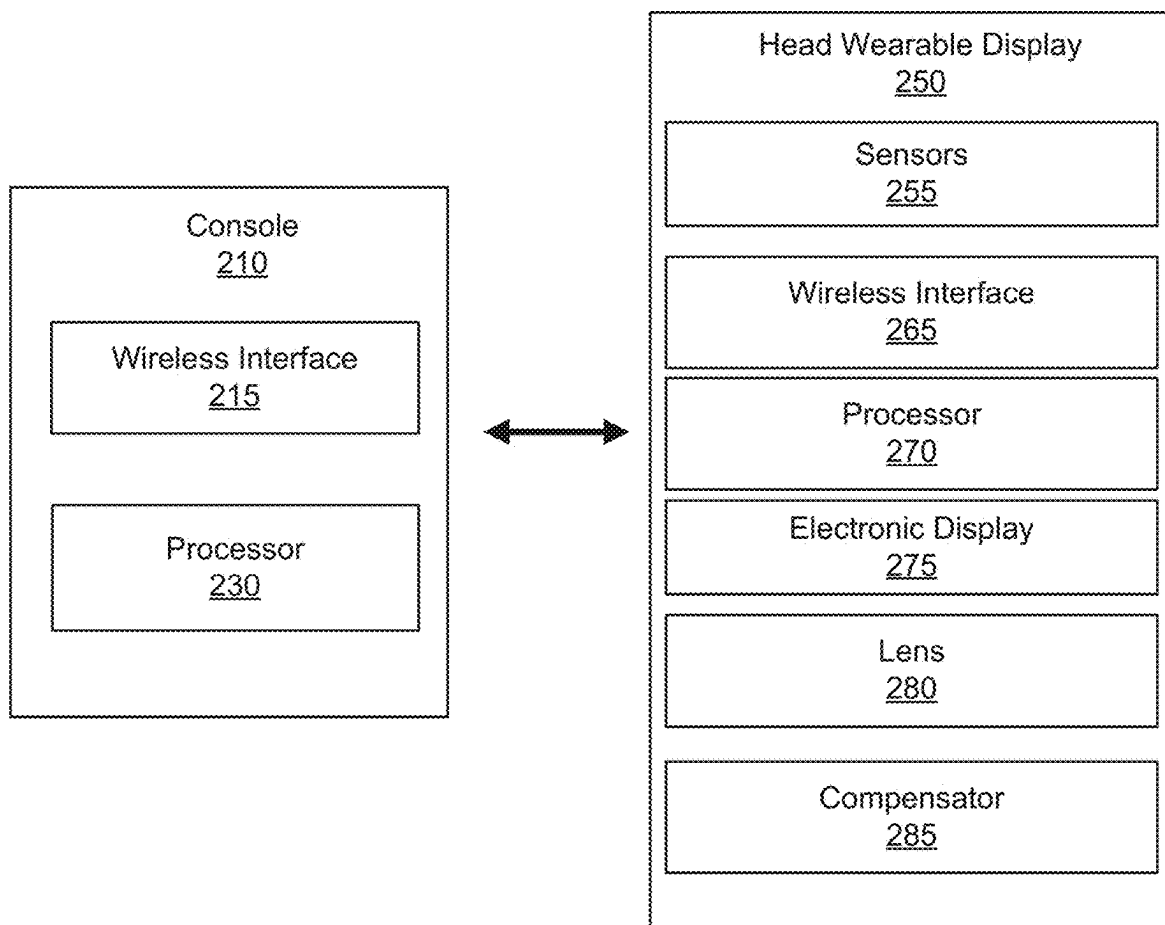 Console
210
Wireless Interface
215
Processor
230
Head Wearable Display
250
Sensors
255
Wireless Interface
265
Processor
270
Electronic Display
275
Lens
280
Compensator
285